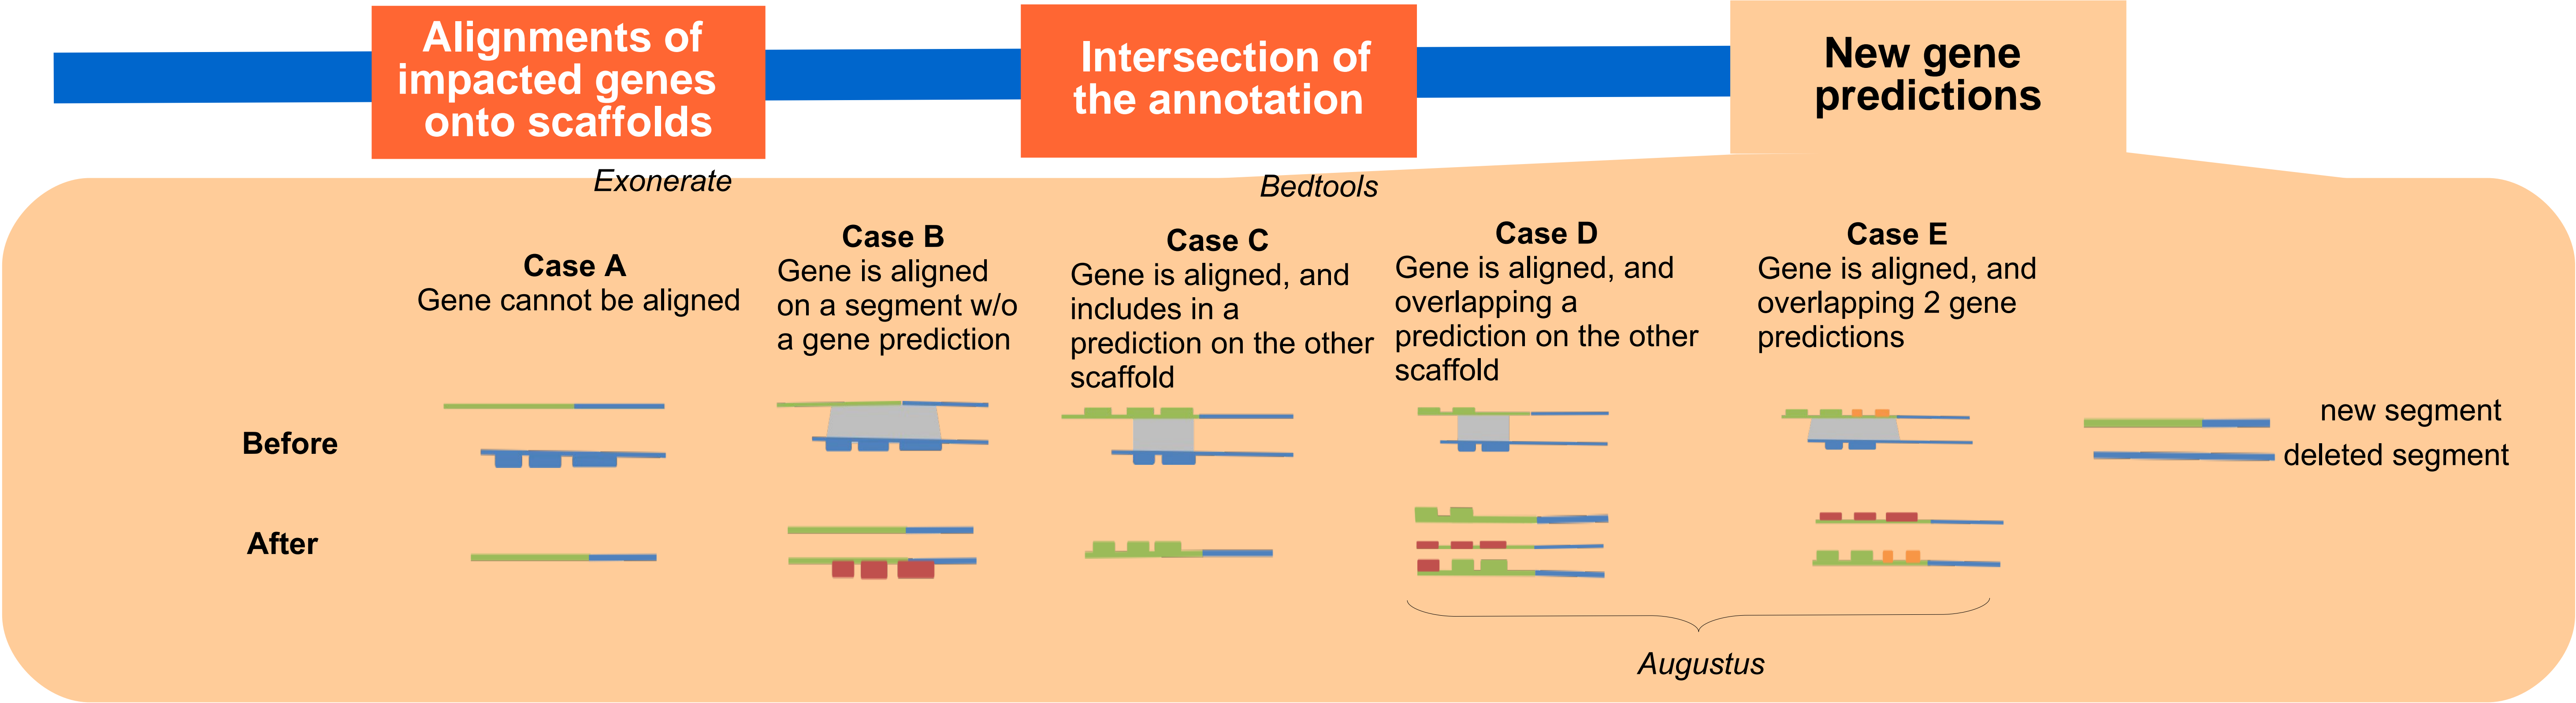 Alignments of
impacted genes
onto scaffolds
Intersection of
the annotation
New gene
predictions
Exonerate
Bedtools
Case A
Gene cannot be aligned
Case B
Gene is aligned
on a segment w/o
a gene prediction
Case C
Gene is aligned, and
includes in a
prediction on the other
scaffold
Case D
Gene is aligned, and
overlapping a
prediction on the other
scaffold
Case E
Gene is aligned, and
overlapping 2 gene
predictions
Before
new segment
deleted segment
After
Augustus